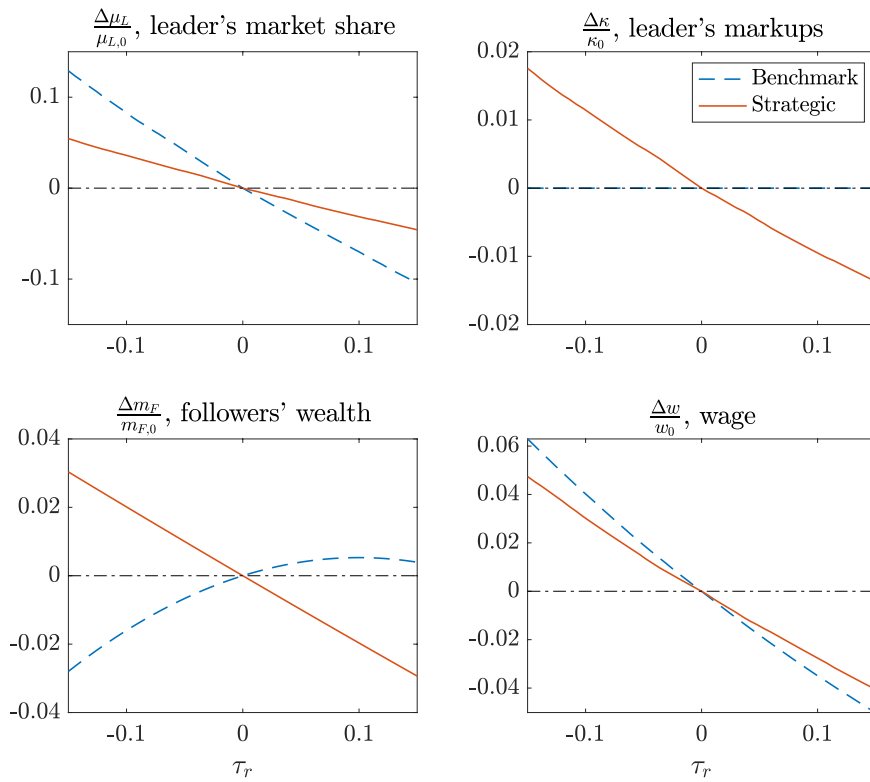 Δμ_L/μ_{L,0}, leader's market share
0.1
0
-0.1
-0.1 0 0.1
Δκ/κ_0, leader's markups
0.02
0.01
0
-0.01
-0.02
-0.1 0 0.1
Benchmark
Strategic
Δm_F/m_{F,0}, followers' wealth
0.04
0.02
0
-0.02
-0.04
-0.1 0 0.1
τ_r
Δw/w_0, wage
0.06
0.04
0.02
0
-0.02
-0.04
-0.1 0 0.1
τ_r